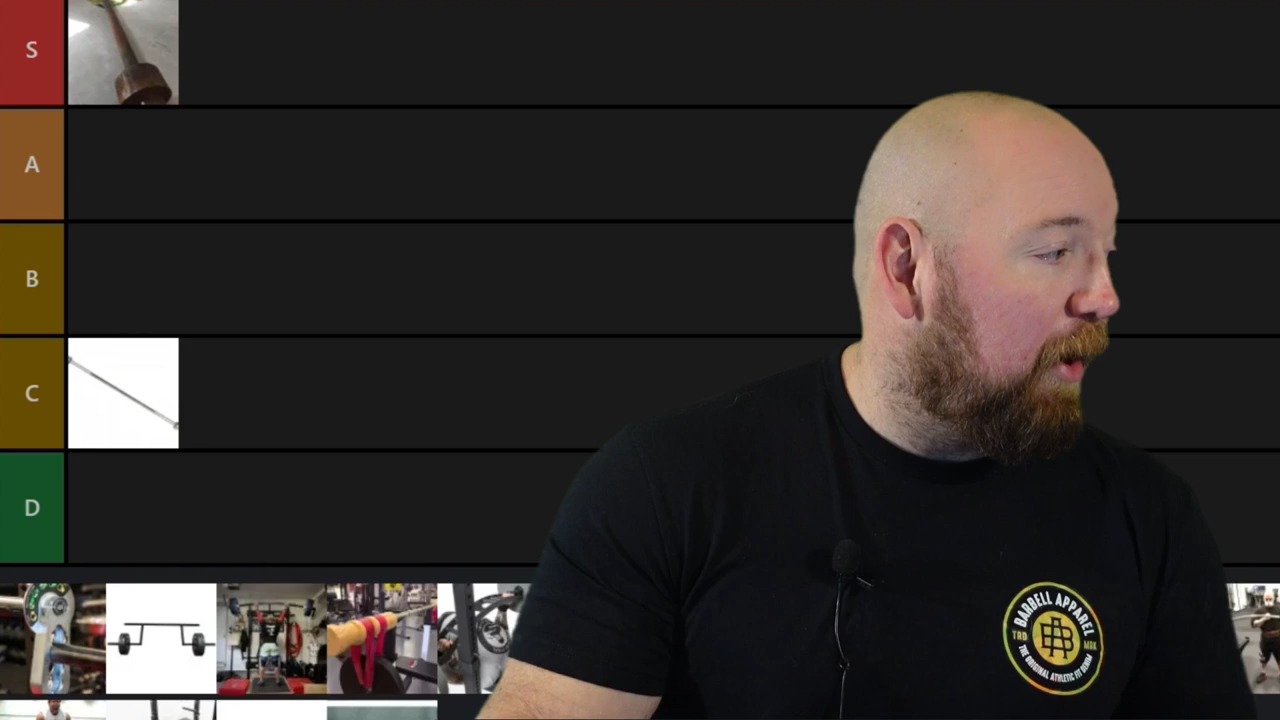 S
A
B
C
D
BARBELL APPAREL
TRD MRK
THE ORIGINAL ATHLETIC FIT DENIM